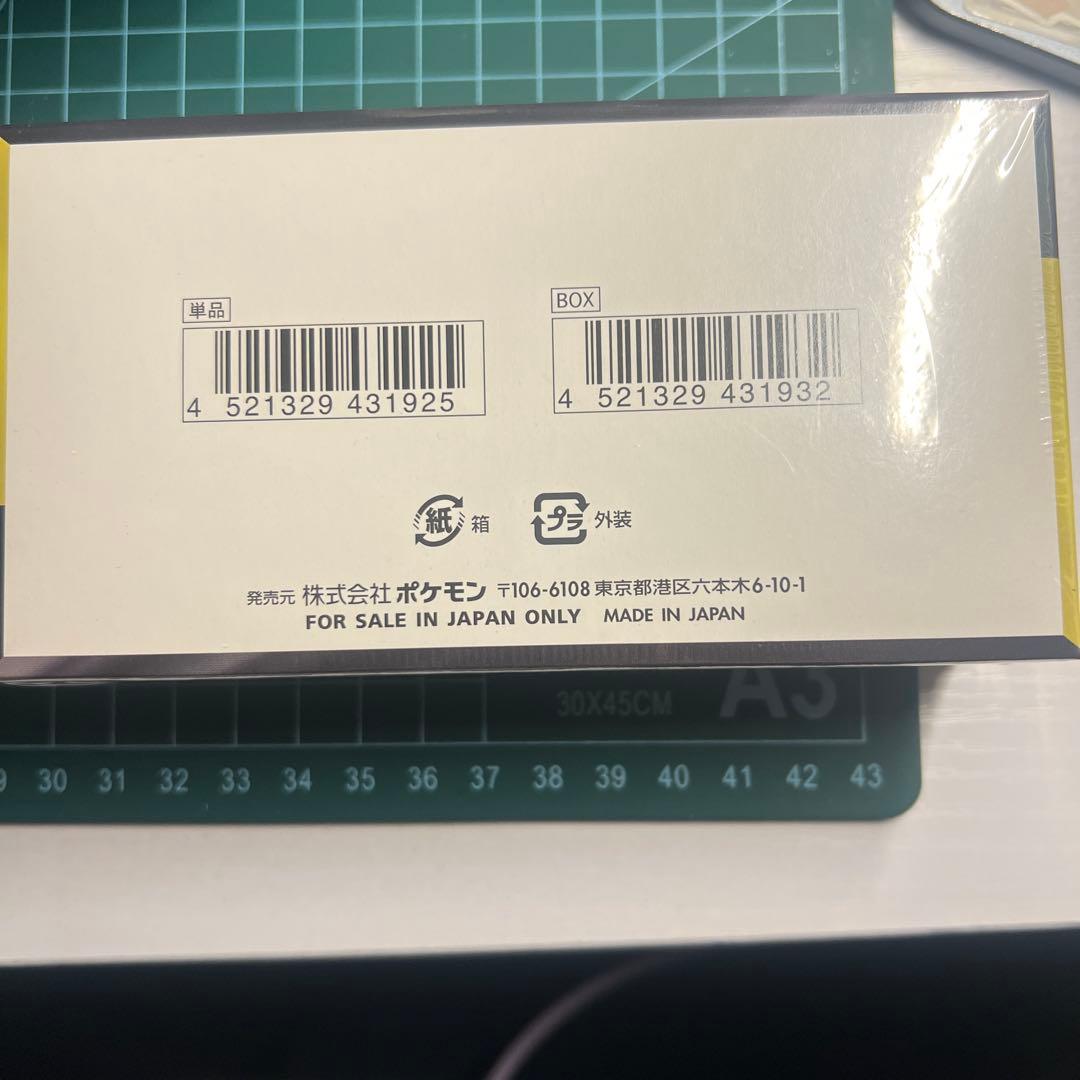 単品
BOX
4 521329 431925
4 521329 431932
紙 箱
プラ 外装
発売元 株式会社ポケモン 〒106-6108 東京都港区六本木6-10-1
FOR SALE IN JAPAN ONLY MADE IN JAPAN
30X45CM A3
30 31 32 33 34 35 36 37 38 39 40 41 42 43